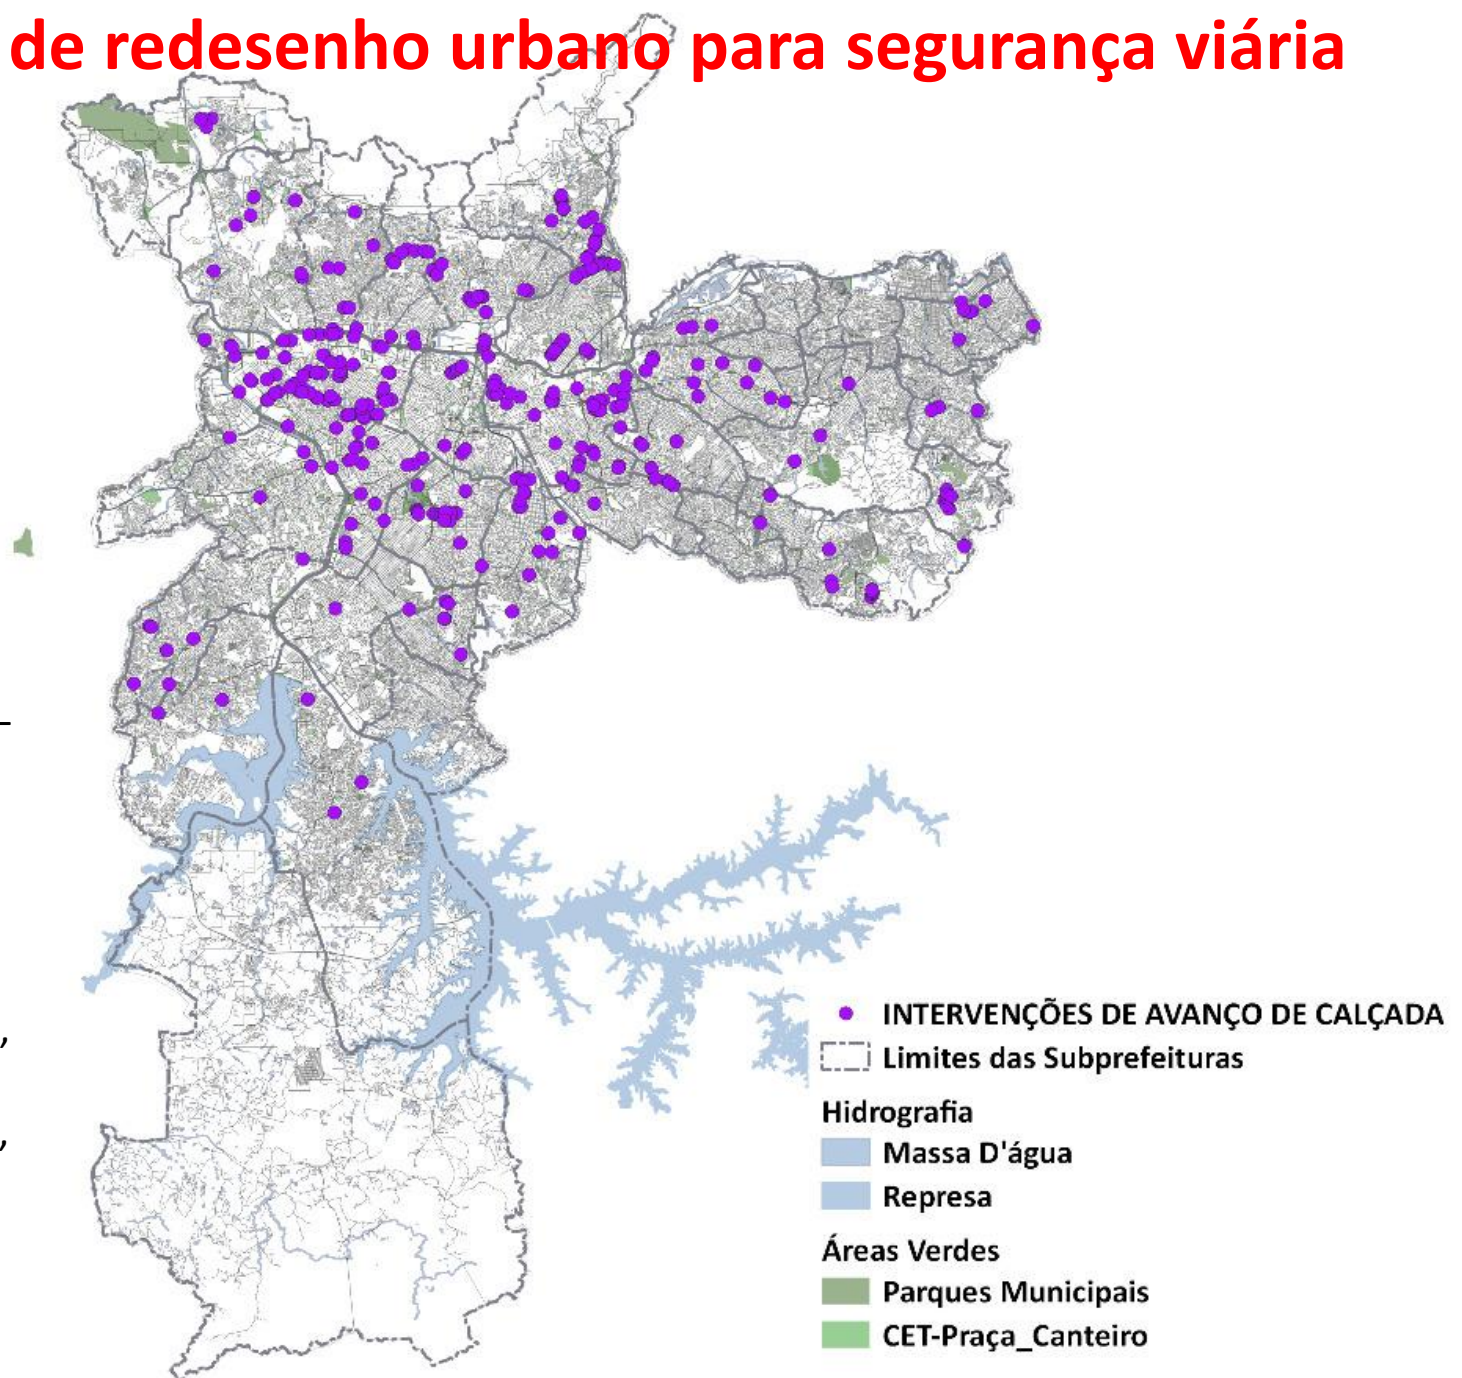 de redesenho urbano para segurança viária
–
,
,
INTERVENÇÕES DE AVANÇO DE CALÇADA
Limites das Subprefeituras
Hidrografia
Massa D'água
Represa
Áreas Verdes
Parques Municipais
CET-Praça_Canteiro